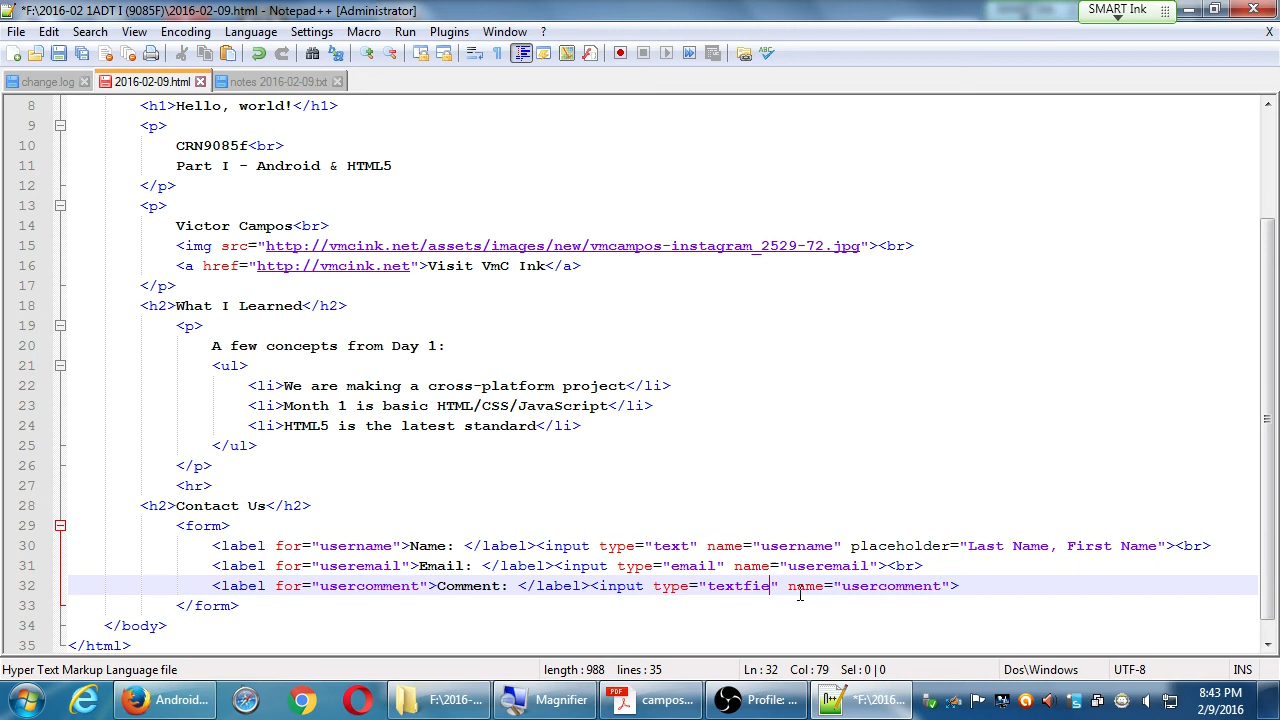 *F:\2016-02 1ADT I (9085F)\2016-02-09.html - Notepad++ [Administrator]
SMART Ink
File Edit Search View Encoding Language Settings Macro Run Plugins Window ? X
change.log 2016-02-09.html notes 2016-02-09.txt
8 <h1>Hello, world!</h1>
9 <p>
10 CRN9085f<br>
11 Part I - Android & HTML5
12 </p>
13 <p>
14 Victor Campos<br>
15 <img src="http://vmcink.net/assets/images/new/vmcampos-instagram_2529-72.jpg"><br>
16 <a href="http://vmcink.net">Visit VmC Ink</a>
17 </p>
18 <h2>What I Learned</h2>
19 <p>
20 A few concepts from Day 1:
21 <ul>
22 <li>We are making a cross-platform project</li>
23 <li>Month 1 is basic HTML/CSS/JavaScript</li>
24 <li>HTML5 is the latest standard</li>
25 </ul>
26 </p>
27 <hr>
28 <h2>Contact Us</h2>
29 <form>
30 <label for="username">Name: </label><input type="text" name="username" placeholder="Last Name, First Name"><br>
31 <label for="useremail">Email: </label><input type="email" name="useremail"><br>
32 <label for="usercomment">Comment: </label><input type="textfie" name="usercomment">
33 </form>
34 </body>
35 </html>
Hyper Text Markup Language file length : 988 lines : 35 Ln : 32 Col : 79 Sel : 0 | 0 Dos\Windows UTF-8 INS
Android... F:\2016-... Magnifier PDF campos... Profile: ... *F:\2016-...
8:43 PM
2/9/2016